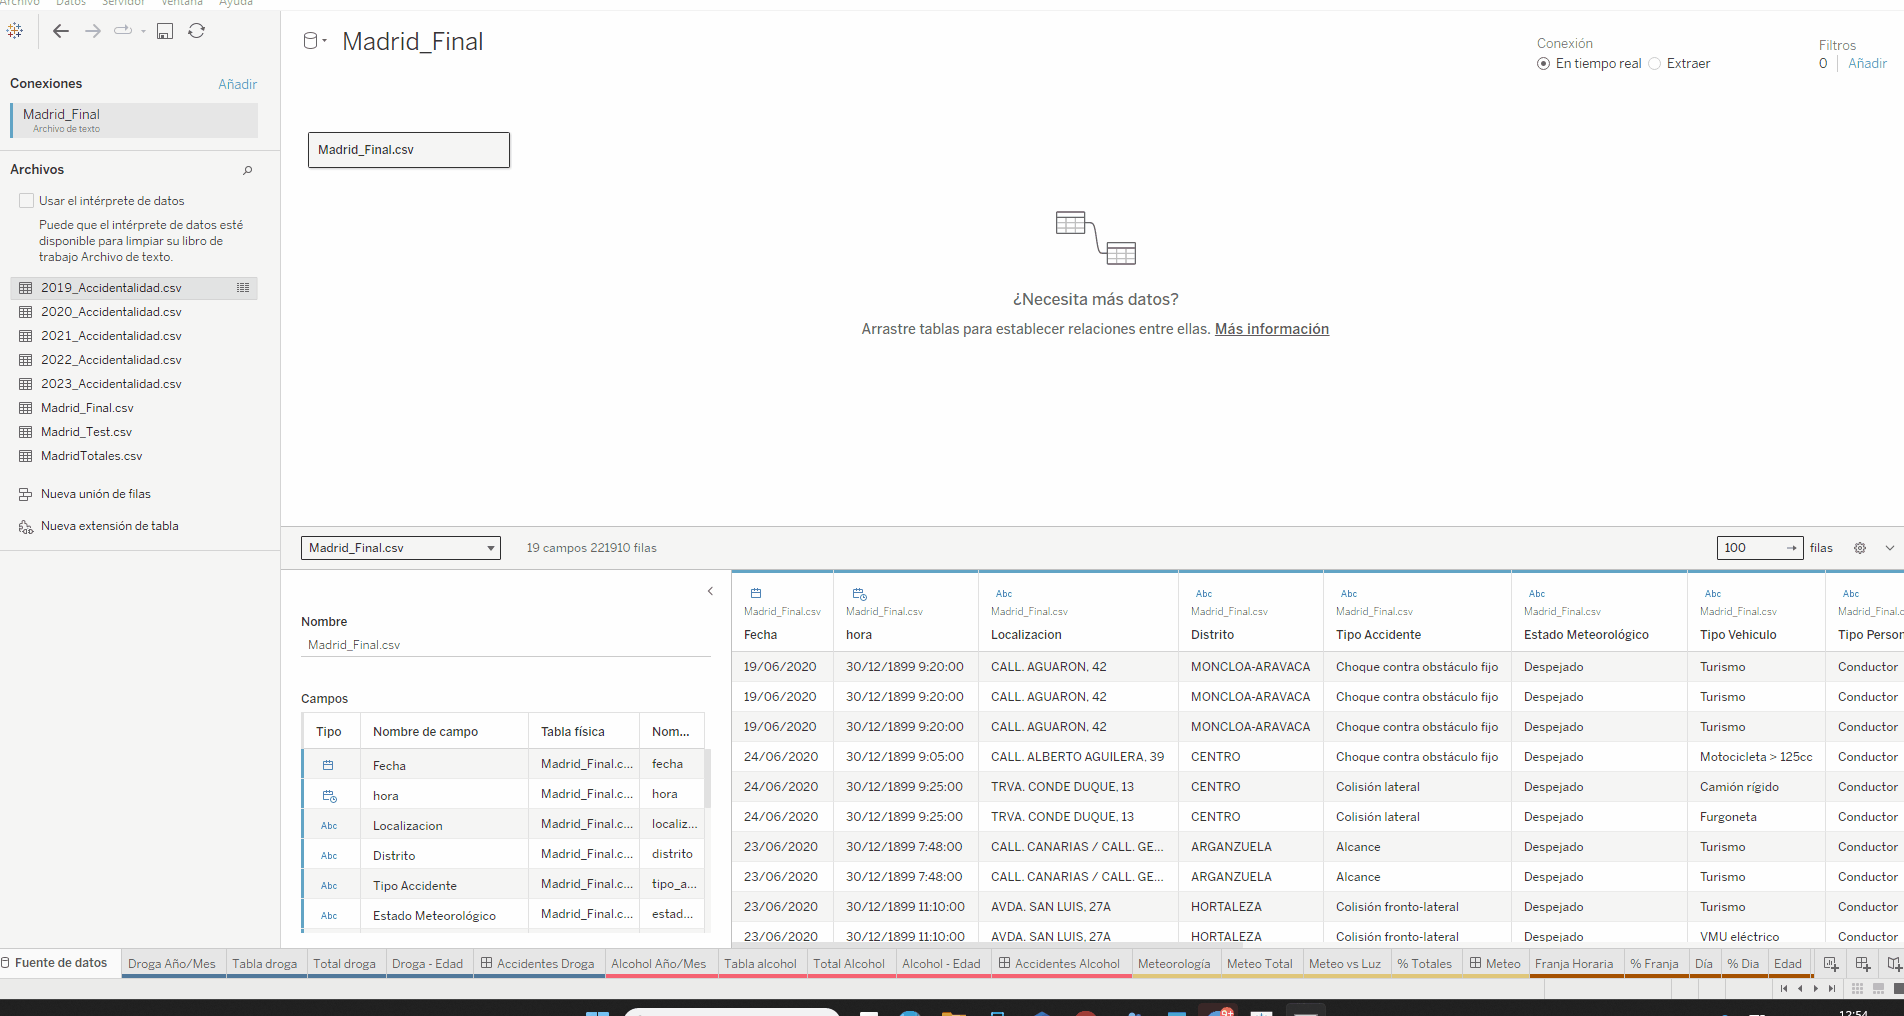 Archivo Datos Servidor Ventana Ayuda
Conexiones Añadir
Madrid_Final
Archivo de texto
Archivos
Usar el intérprete de datos
Puede que el intérprete de datos esté
disponible para limpiar su libro de
trabajo Archivo de texto.
2019_Accidentalidad.csv
2020_Accidentalidad.csv
2021_Accidentalidad.csv
2022_Accidentalidad.csv
2023_Accidentalidad.csv
Madrid_Final.csv
Madrid_Test.csv
MadridTotales.csv
Nueva unión de filas
Nueva extensión de tabla
Madrid_Final
Conexión
En tiempo real Extraer
Filtros
0 Añadir
Madrid_Final.csv
¿Necesita más datos?
Arrastre tablas para establecer relaciones entre ellas. Más información
Madrid_Final.csv 19 campos 221910 filas 100 filas
Nombre
Madrid_Final.csv
Campos
Tipo Nombre de campo Tabla física Nom...
Fecha Madrid_Final.c... fecha
hora Madrid_Final.c... hora
Abc Localizacion Madrid_Final.c... localiz...
Abc Distrito Madrid_Final.c... distrito
Abc Tipo Accidente Madrid_Final.c... tipo_a...
Abc Estado Meteorológico Madrid_Final.c... estad...
Abc Abc Abc Abc Abc Abc
Madrid_Final.csv Madrid_Final.csv Madrid_Final.csv Madrid_Final.csv Madrid_Final.csv Madrid_Final.csv Madrid_Final.csv Madrid_Final.c
Fecha hora Localizacion Distrito Tipo Accidente Estado Meteorológico Tipo Vehiculo Tipo Person
19/06/2020 30/12/1899 9:20:00 CALL. AGUARON, 42 MONCLOA-ARAVACA Choque contra obstáculo fijo Despejado Turismo Conductor
19/06/2020 30/12/1899 9:20:00 CALL. AGUARON, 42 MONCLOA-ARAVACA Choque contra obstáculo fijo Despejado Turismo Conductor
19/06/2020 30/12/1899 9:20:00 CALL. AGUARON, 42 MONCLOA-ARAVACA Choque contra obstáculo fijo Despejado Turismo Conductor
24/06/2020 30/12/1899 9:05:00 CALL. ALBERTO AGUILERA, 39 CENTRO Choque contra obstáculo fijo Despejado Motocicleta > 125cc Conductor
24/06/2020 30/12/1899 9:25:00 TRVA. CONDE DUQUE, 13 CENTRO Colisión lateral Despejado Camión rígido Conductor
24/06/2020 30/12/1899 9:25:00 TRVA. CONDE DUQUE, 13 CENTRO Colisión lateral Despejado Furgoneta Conductor
23/06/2020 30/12/1899 7:48:00 CALL. CANARIAS / CALL. GE... ARGANZUELA Alcance Despejado Turismo Conductor
23/06/2020 30/12/1899 7:48:00 CALL. CANARIAS / CALL. GE... ARGANZUELA Alcance Despejado Turismo Conductor
23/06/2020 30/12/1899 11:10:00 AVDA. SAN LUIS, 27A HORTALEZA Colisión fronto-lateral Despejado Turismo Conductor
23/06/2020 30/12/1899 11:10:00 AVDA. SAN LUIS, 27A HORTALEZA Colisión fronto-lateral Despejado VMU eléctrico Conductor
Fuente de datos Droga Año/Mes Tabla droga Total droga Droga - Edad Accidentes Droga Alcohol Año/Mes Tabla alcohol Total Alcohol Alcohol - Edad Accidentes Alcohol Meteorología Meteo Total Meteo vs Luz % Totales Meteo Franja Horaria % Franja Día % Dia Edad
9+
12:54